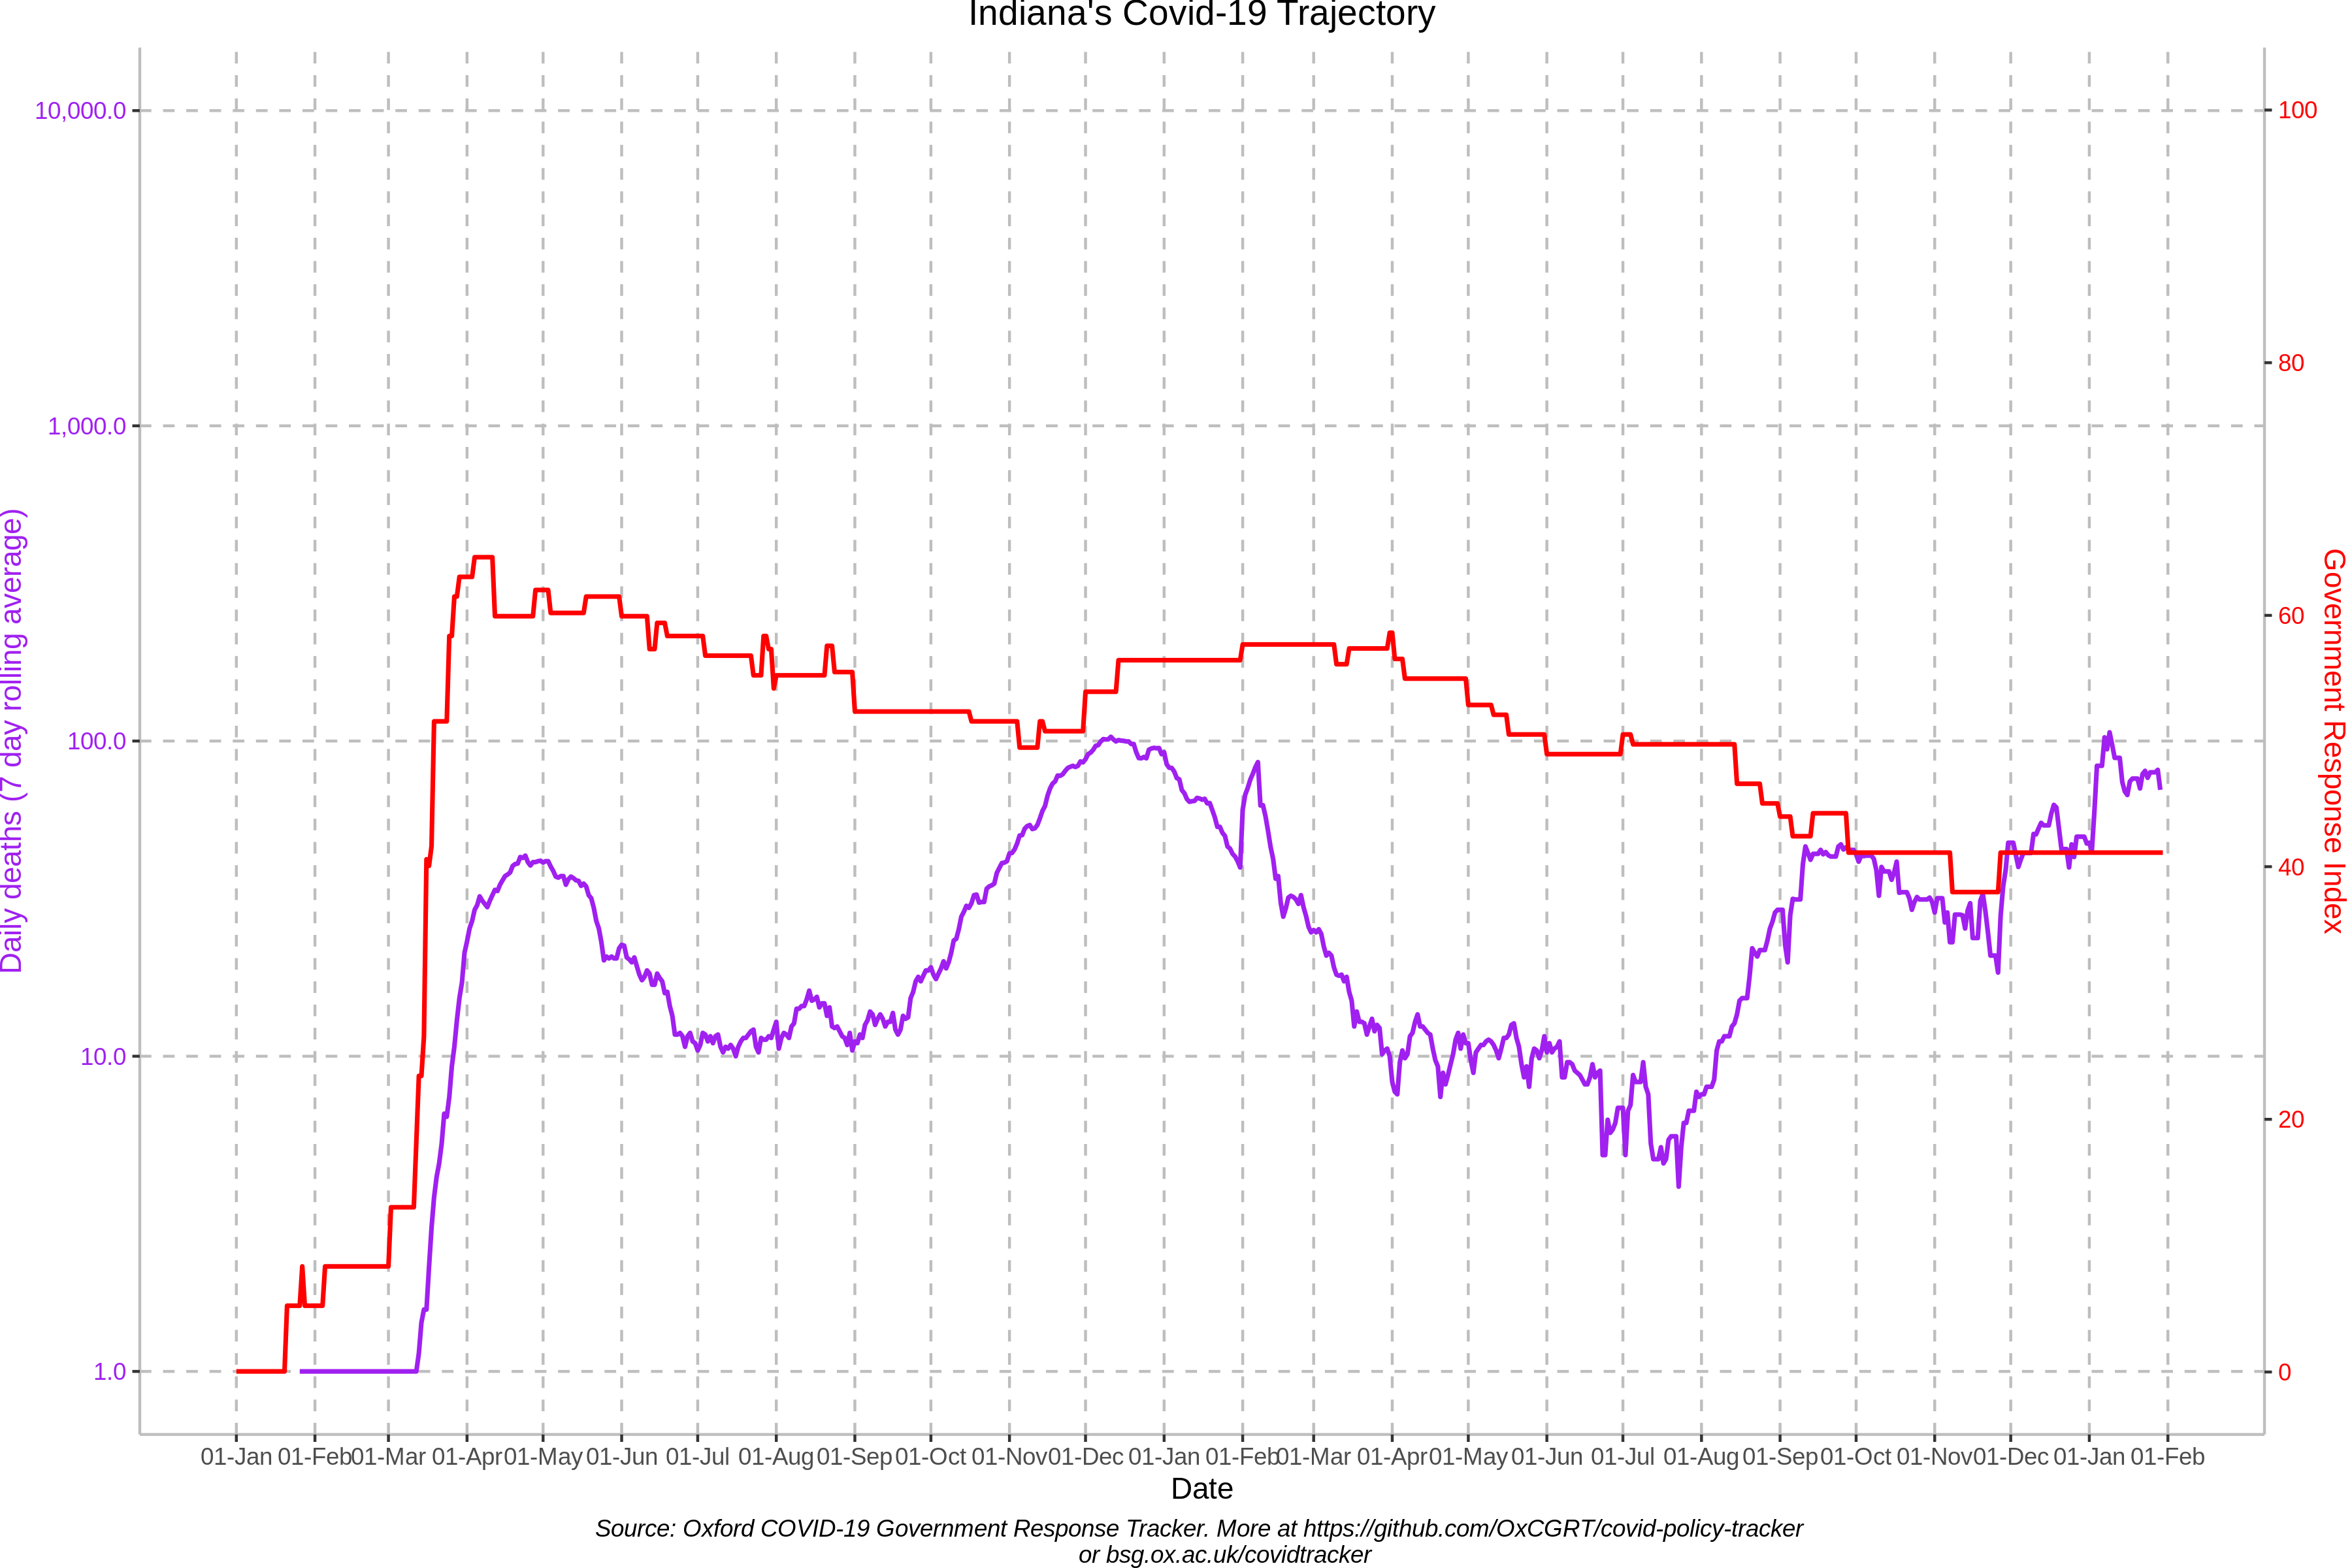 Indiana's Covid-19 Trajectory
10,000.0
1,000.0
100.0
10.0
1.0
Daily deaths (7 day rolling average)
100
80
60
40
20
0
Government Response Index
01-Jan 01-Feb 01-Mar 01-Apr 01-May 01-Jun 01-Jul 01-Aug 01-Sep 01-Oct 01-Nov 01-Dec 01-Jan 01-Feb 01-Mar 01-Apr 01-May 01-Jun 01-Jul 01-Aug 01-Sep 01-Oct 01-Nov 01-Dec 01-Jan 01-Feb
Date
Source: Oxford COVID-19 Government Response Tracker. More at https://github.com/OxCGRT/covid-policy-tracker
or bsg.ox.ac.uk/covidtracker